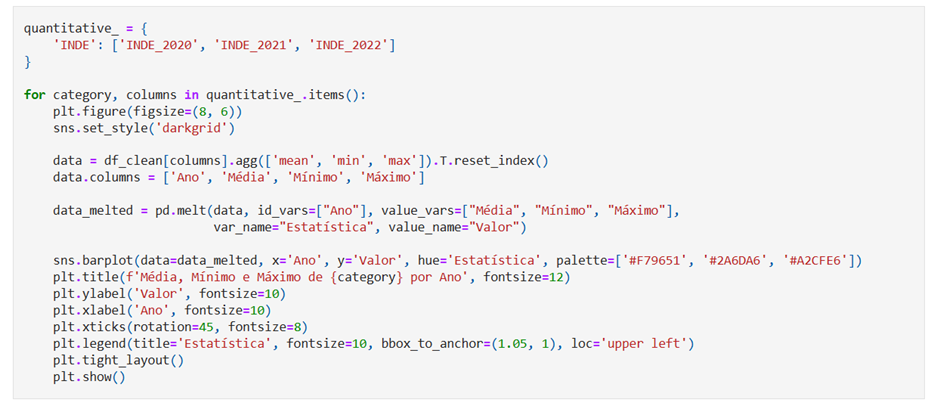 quantitative_ = {
    'INDE': ['INDE_2020', 'INDE_2021', 'INDE_2022']
}

for category, columns in quantitative_.items():
    plt.figure(figsize=(8, 6))
    sns.set_style('darkgrid')

    data = df_clean[columns].agg(['mean', 'min', 'max']).T.reset_index()
    data.columns = ['Ano', 'Média', 'Mínimo', 'Máximo']

    data_melted = pd.melt(data, id_vars=["Ano"], value_vars=["Média", "Mínimo", "Máximo"],
                          var_name="Estatística", value_name="Valor")

    sns.barplot(data=data_melted, x='Ano', y='Valor', hue='Estatística', palette=['#F79651', '#2A6DA6', '#A2CFE6'])
    plt.title(f'Média, Mínimo e Máximo de {category} por Ano', fontsize=12)
    plt.ylabel('Valor', fontsize=10)
    plt.xlabel('Ano', fontsize=10)
    plt.xticks(rotation=45, fontsize=8)
    plt.legend(title='Estatística', fontsize=10, bbox_to_anchor=(1.05, 1), loc='upper left')
    plt.tight_layout()
    plt.show()